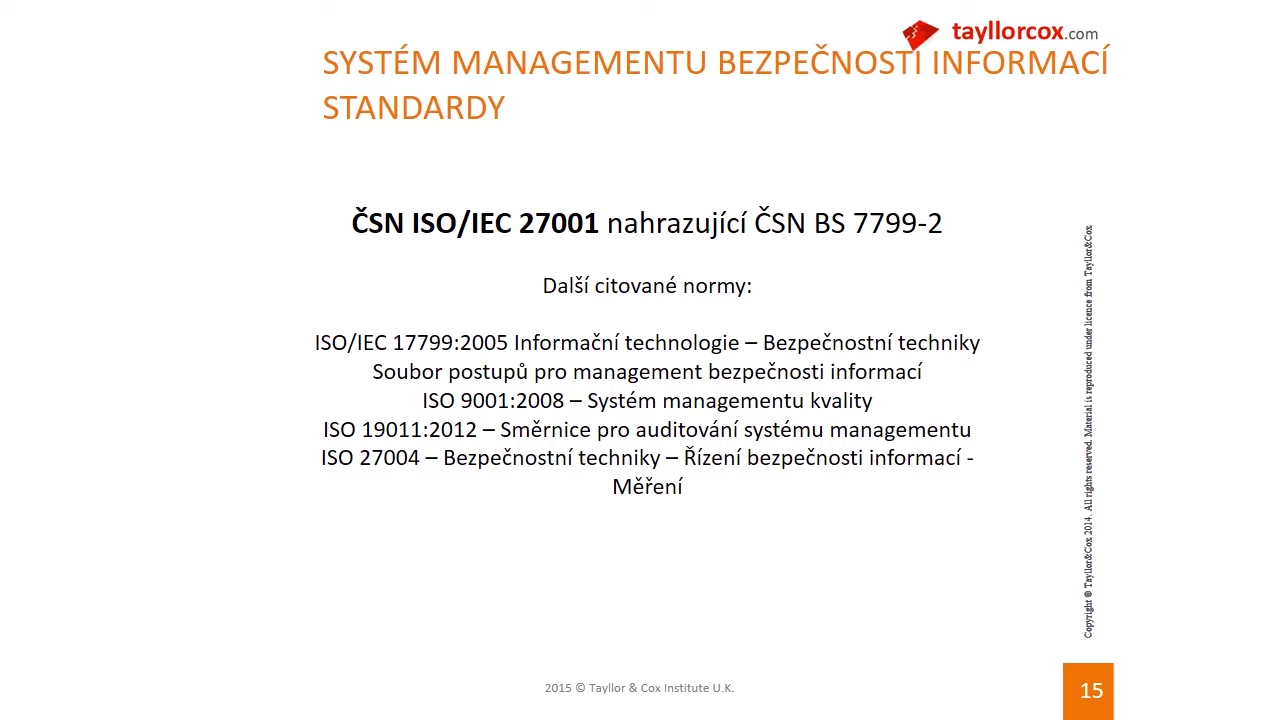 tayllorcox.com
SYSTÉM MANAGEMENTU BEZPEČNOSTI INFORMACÍ
STANDARDY
ČSN ISO/IEC 27001 nahrazující ČSN BS 7799-2
Další citované normy:
ISO/IEC 17799:2005 Informační technologie – Bezpečnostní techniky
Soubor postupů pro management bezpečnosti informací
ISO 9001:2008 – Systém managementu kvality
ISO 19011:2012 – Směrnice pro auditování systému managementu
ISO 27004 – Bezpečnostní techniky – Řízení bezpečnosti informací -
Měření
Copyright © Tayllor&Cox 2014. All rights reserved. Material is reproduced under licence from Tayllor&Cox.
2015 © Tayllor & Cox Institute U.K.
15